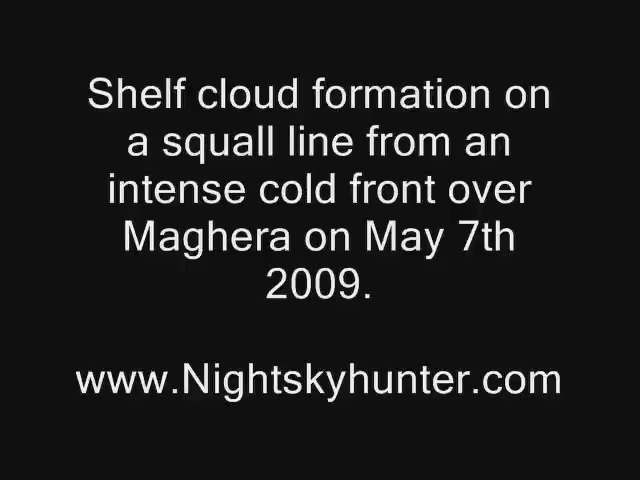 Shelf cloud formation on
a squall line from an
intense cold front over
Maghera on May 7th
2009.
www.Nightskyhunter.com